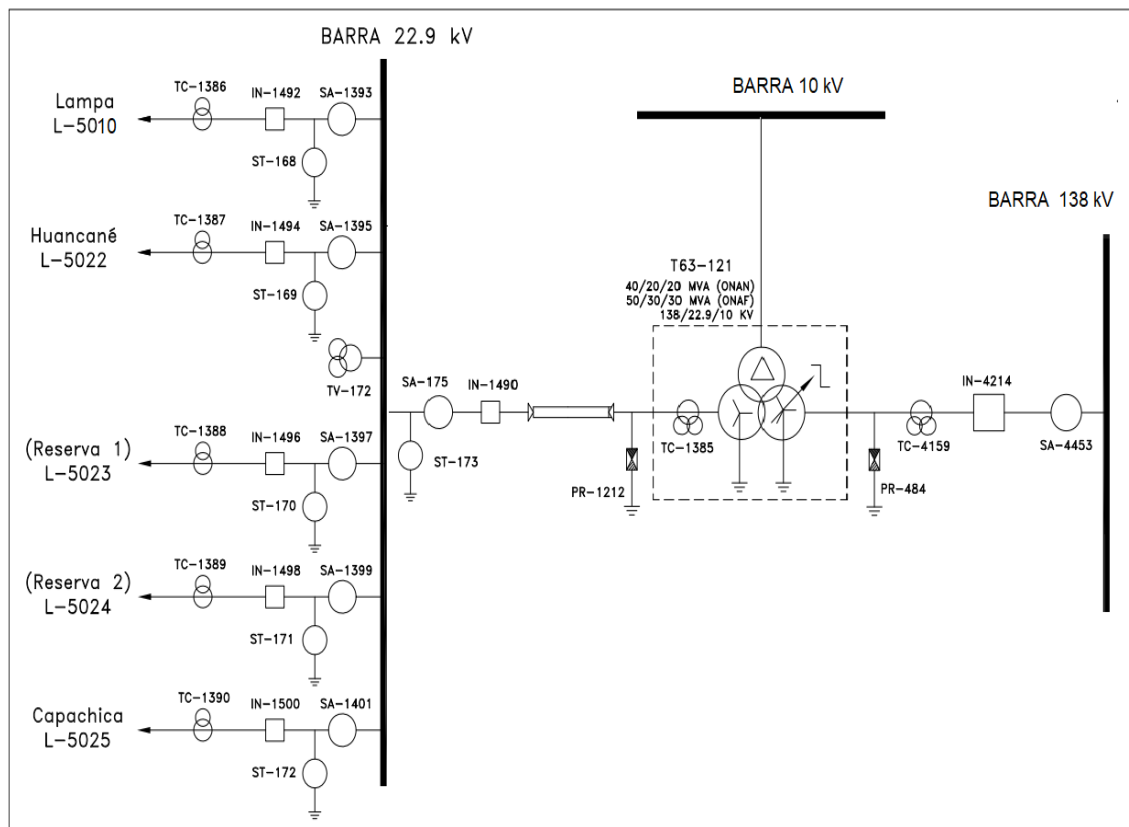 BARRA 22.9 kV
BARRA 10 kV
BARRA 138 kV
TC-1386
IN-1492
SA-1393
Lampa
L-5010
ST-168
TC-1387
IN-1494
SA-1395
Huancané
L-5022
ST-169
TV-172
TC-1388
IN-1496
SA-1397
(Reserva 1)
L-5023
ST-170
TC-1389
IN-1498
SA-1399
(Reserva 2)
L-5024
ST-171
TC-1390
IN-1500
SA-1401
Capachica
L-5025
ST-172
SA-175
IN-1490
ST-173
PR-1212
T63-121
40/20/20 MVA (ONAN)
50/30/30 MVA (ONAF)
138/22.9/10 KV
TC-1385
PR-484
TC-4159
IN-4214
SA-4453